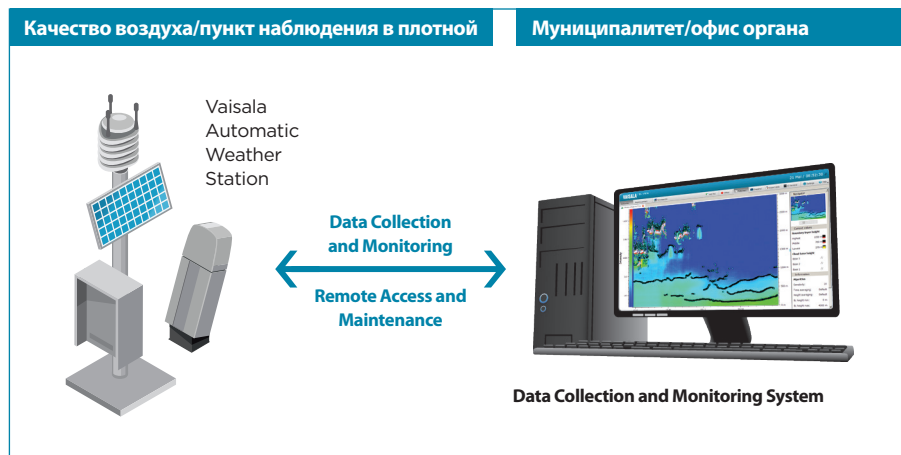 Качество воздуха/пункт наблюдения в плотной
Муниципалитет/офис органа
Vaisala
Automatic
Weather
Station
Data Collection
and Monitoring
Remote Access and
Maintenance
VAISALA
Data Collection and Monitoring System